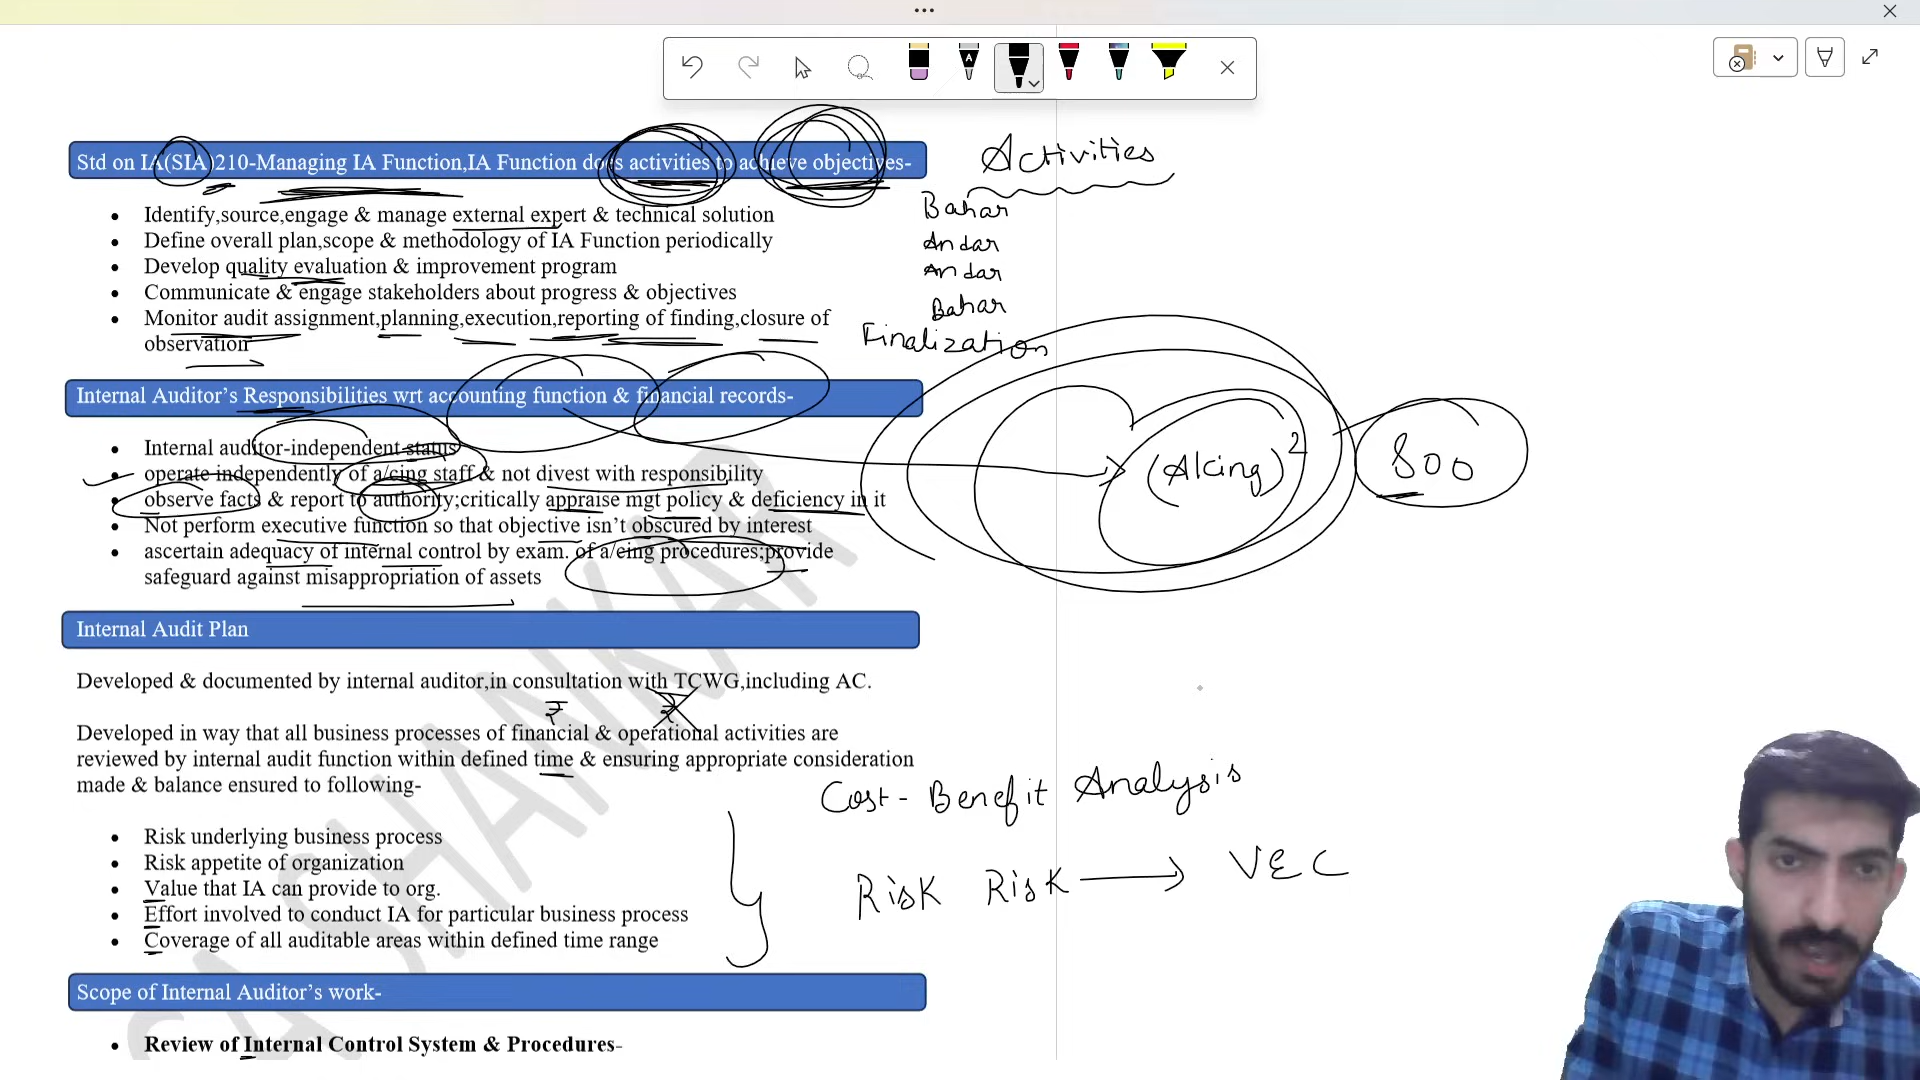 Std on IA(SIA)210-Managing IA Function,IA Function does activities to achieve objectives-
Activities
Identify,source,engage & manage external expert & technical solution
Bahar
Define overall plan,scope & methodology of IA Function periodically
Andar
Develop quality evaluation & improvement program
Andar
Communicate & engage stakeholders about progress & objectives
Bahar
Monitor audit assignment,planning,execution,reporting of finding,closure of
observation
Finalization
Internal Auditor's Responsibilities wrt accounting function & financial records-
Internal auditor-independent status
operate independently of a/cing staff & not divest with responsibility
observe facts & report to authority;critically appraise mgt policy & deficiency in it
Not perform executive function so that objective isn't obscured by interest
ascertain adequacy of internal control by exam. of a/cing procedures;provide
safeguard against misappropriation of assets
(A/cing)2
800
Internal Audit Plan
Developed & documented by internal auditor,in consultation with TCWG,including AC.
₹ ₹
Developed in way that all business processes of financial & operational activities are
reviewed by internal audit function within defined time & ensuring appropriate consideration
made & balance ensured to following-
Cost-Benefit Analysis
Risk underlying business process
Risk appetite of organization
Value that IA can provide to org.
Effort involved to conduct IA for particular business process
Coverage of all auditable areas within defined time range
Risk Risk → VEC
Scope of Internal Auditor's work-
Review of Internal Control System & Procedures-
CA SHANKAR